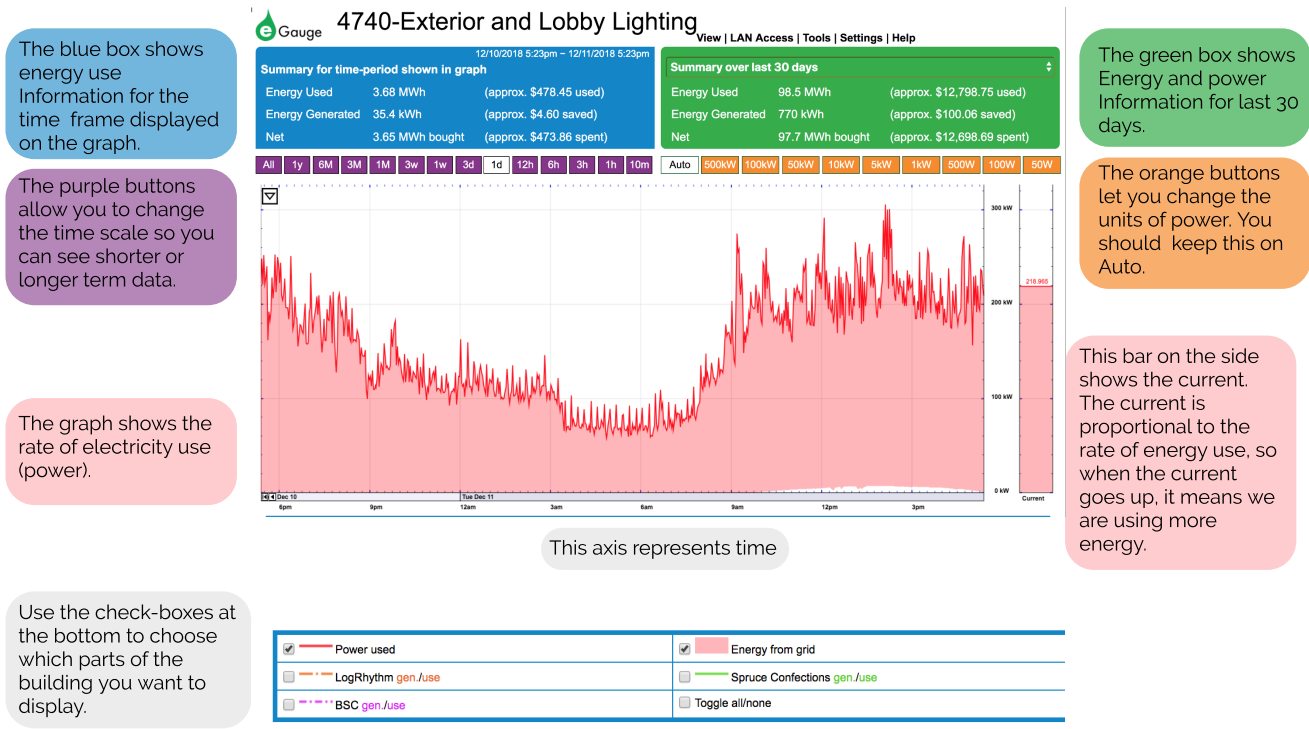 eGauge
4740-Exterior and Lobby Lighting
View | LAN Access | Tools | Settings | Help
The blue box shows
energy use
Information for the
time frame displayed
on the graph.
12/10/2018 5:23pm – 12/11/2018 5:23pm
Summary for time-period shown in graph
Energy Used 3.68 MWh (approx. $478.45 used)
Energy Generated 35.4 kWh (approx. $4.60 saved)
Net 3.65 MWh bought (approx. $473.86 spent)
Summary over last 30 days
Energy Used 98.5 MWh (approx. $12,798.75 used)
Energy Generated 770 kWh (approx. $100.06 saved)
Net 97.7 MWh bought (approx. $12,698.69 spent)
The green box shows
Energy and power
Information for last 30
days.
All 1y 6M 3M 1M 3w 1w 3d 1d 12h 6h 3h 1h 10m
Auto 500kW 100kW 50kW 10kW 5kW 1kW 500W 100W 50W
The purple buttons
allow you to change
the time scale so you
can see shorter or
longer term data.
The orange buttons
let you change the
units of power. You
should keep this on
Auto.
300 kW
218.965
200 kW
100 kW
0 kW
Current
Dec 10
Tue Dec 11
6pm 9pm 12am 3am 6am 9am 12pm 3pm
The graph shows the
rate of electricity use
(power).
This bar on the side
shows the current.
The current is
proportional to the
rate of energy use, so
when the current
goes up, it means we
are using more
energy.
This axis represents time
Use the check-boxes at
the bottom to choose
which parts of the
building you want to
display.
Power used
Energy from grid
LogRhythm gen./use
Spruce Confections gen./use
BSC gen./use
Toggle all/none